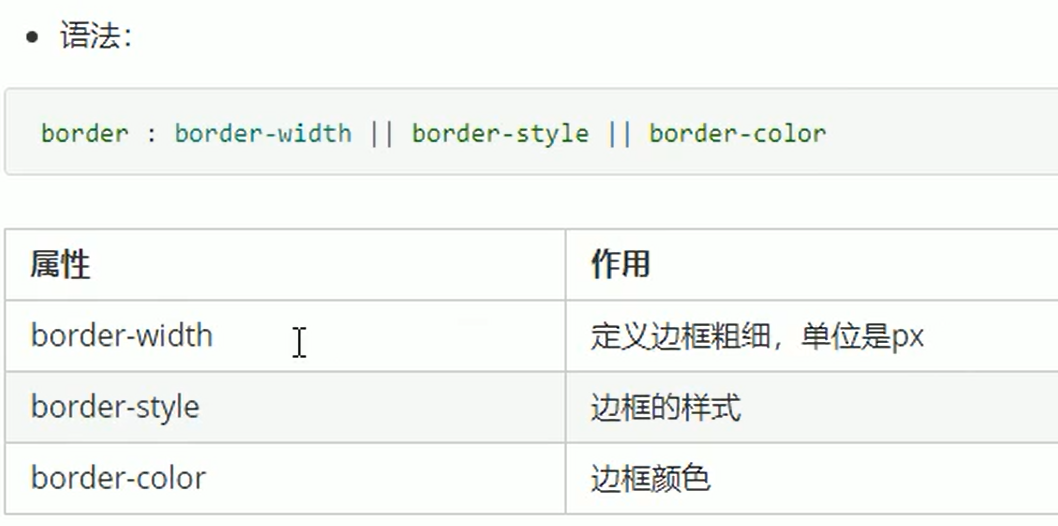 语法：
border : border-width || border-style || border-color
属性 作用
border-width 定义边框粗细，单位是px
border-style 边框的样式
border-color 边框颜色